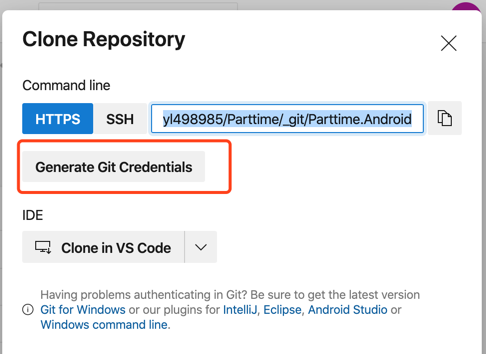 Clone Repository
Command line
HTTPS SSH yl498985/Parttime/_git/Parttime.Android
Generate Git Credentials
IDE
Clone in VS Code
Having problems authenticating in Git? Be sure to get the latest version
Git for Windows or our plugins for IntelliJ, Eclipse, Android Studio or
Windows command line.